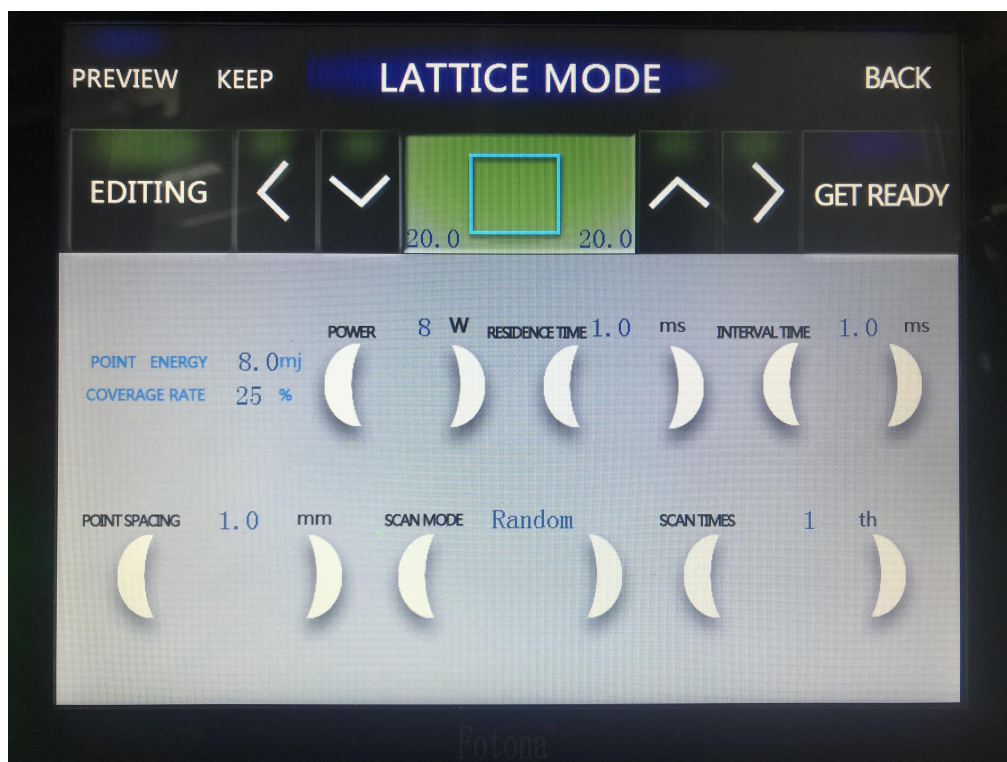 PREVIEW KEEP LATTICE MODE BACK
EDITING GET READY
20.0 20.0
POWER 8 W RESIDENCE TIME 1.0 ms INTERVAL TIME 1.0 ms
POINT ENERGY 8.0mj
COVERAGE RATE 25 %
POINT SPACING 1.0 mm SCAN MODE Random SCAN TIMES 1 th
Fotona